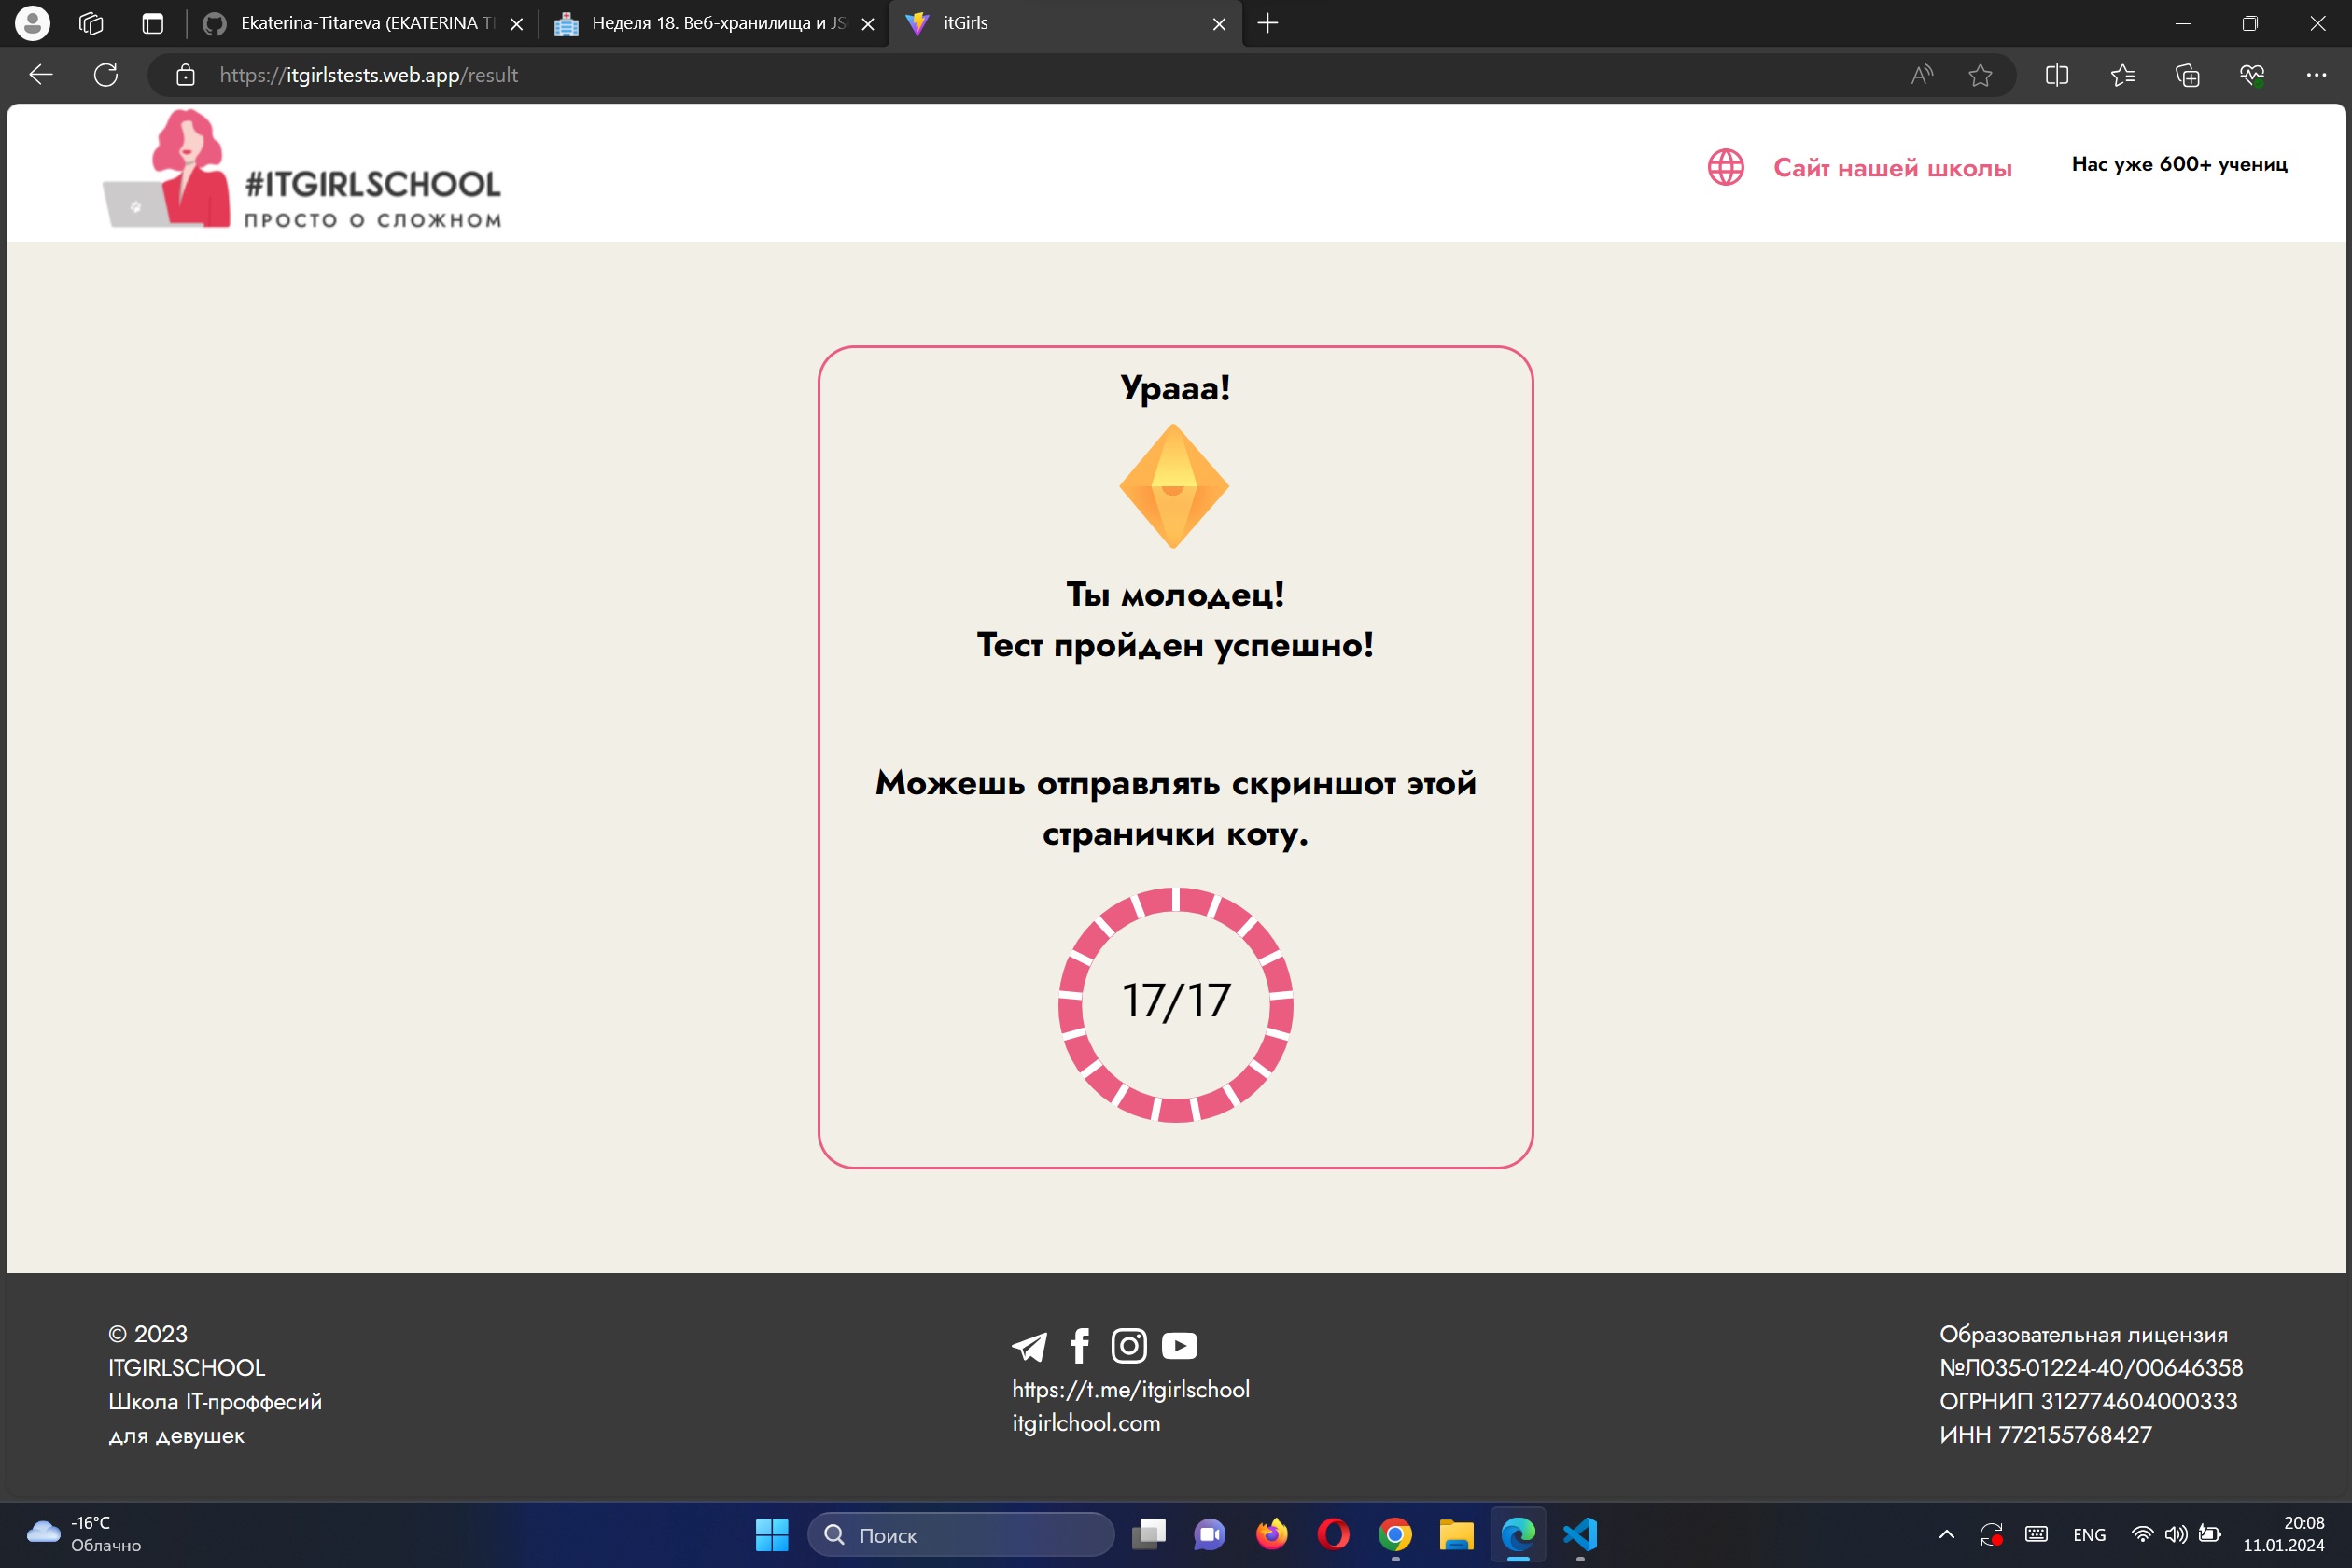 Ekaterina-Titareva (EKATERINA TI
Неделя 18. Веб-хранилища и JS
itGirls
https://itgirlstests.web.app/result
#ITGIRLSCHOOL
ПРОСТО О СЛОЖНОМ
Сайт нашей школы
Нас уже 600+ учениц
Урааа!
Ты молодец!
Тест пройден успешно!
Можешь отправлять скриншот этой
странички коту.
17/17
© 2023
ITGIRLSCHOOL
Школа IT-проффесий
для девушек
https://t.me/itgirlschool
itgirlchool.com
Образовательная лицензия
№Л035-01224-40/00646358
ОГРНИП 312774604000333
ИНН 772155768427
-16°C
Облачно
Поиск
ENG
20:08
11.01.2024